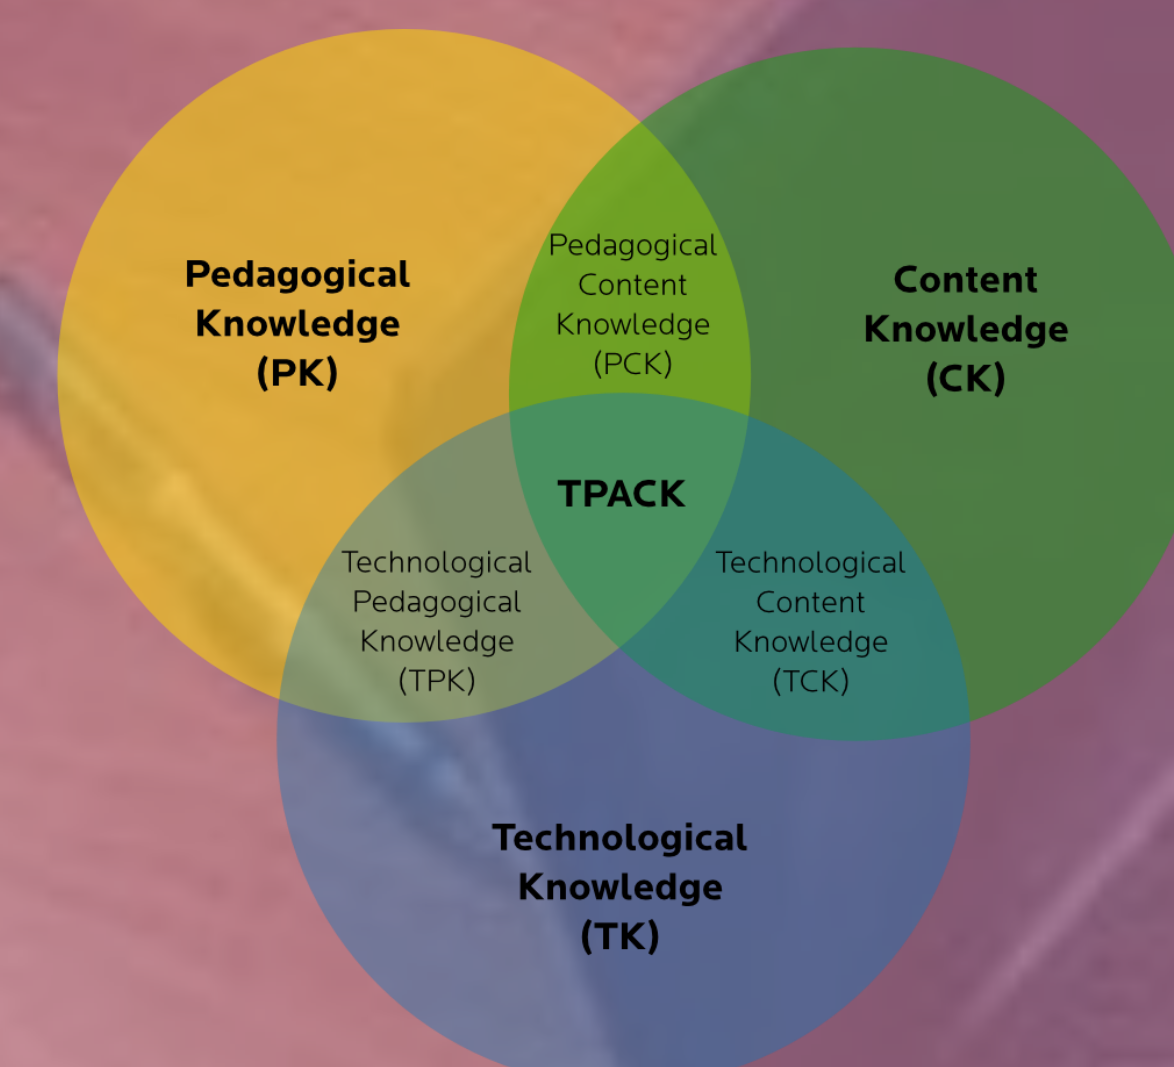 Pedagogical
Knowledge
(PK)
Pedagogical
Content
Knowledge
(PCK)
Content
Knowledge
(CK)
TPACK
Technological
Pedagogical
Knowledge
(TPK)
Technological
Content
Knowledge
(TCK)
Technological
Knowledge
(TK)